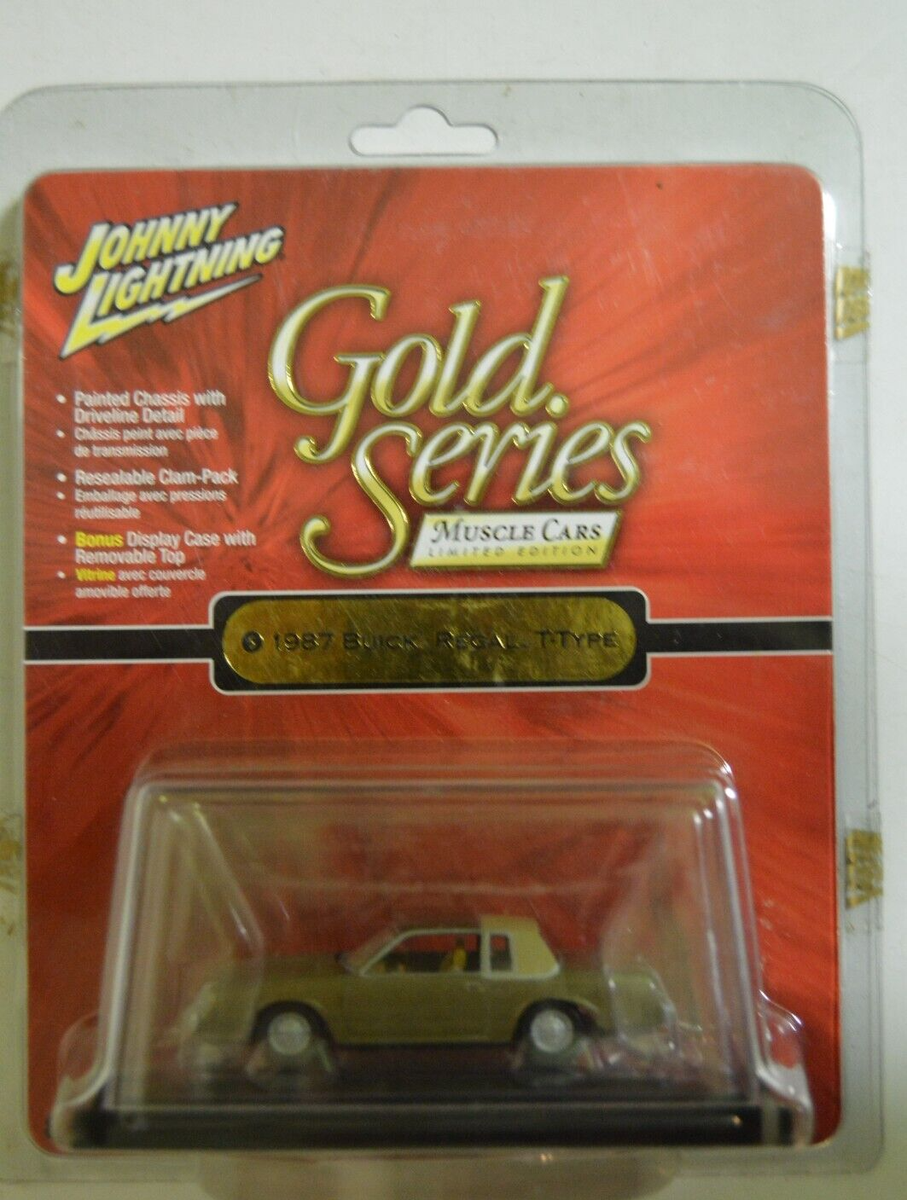 JOHNNY
LIGHTNING
Gold
Series
MUSCLE CARS
LIMITED EDITION
• Painted Chassis with
Driveline Detail
• Châssis peint avec pièce
de transmission
• Resealable Clam-Pack
• Emballage avec pressions
réutilisable
• Bonus Display Case with
Removable Top
• Vitrine avec couvercle
amovible offerte
1987 BUICK REGAL T-TYPE